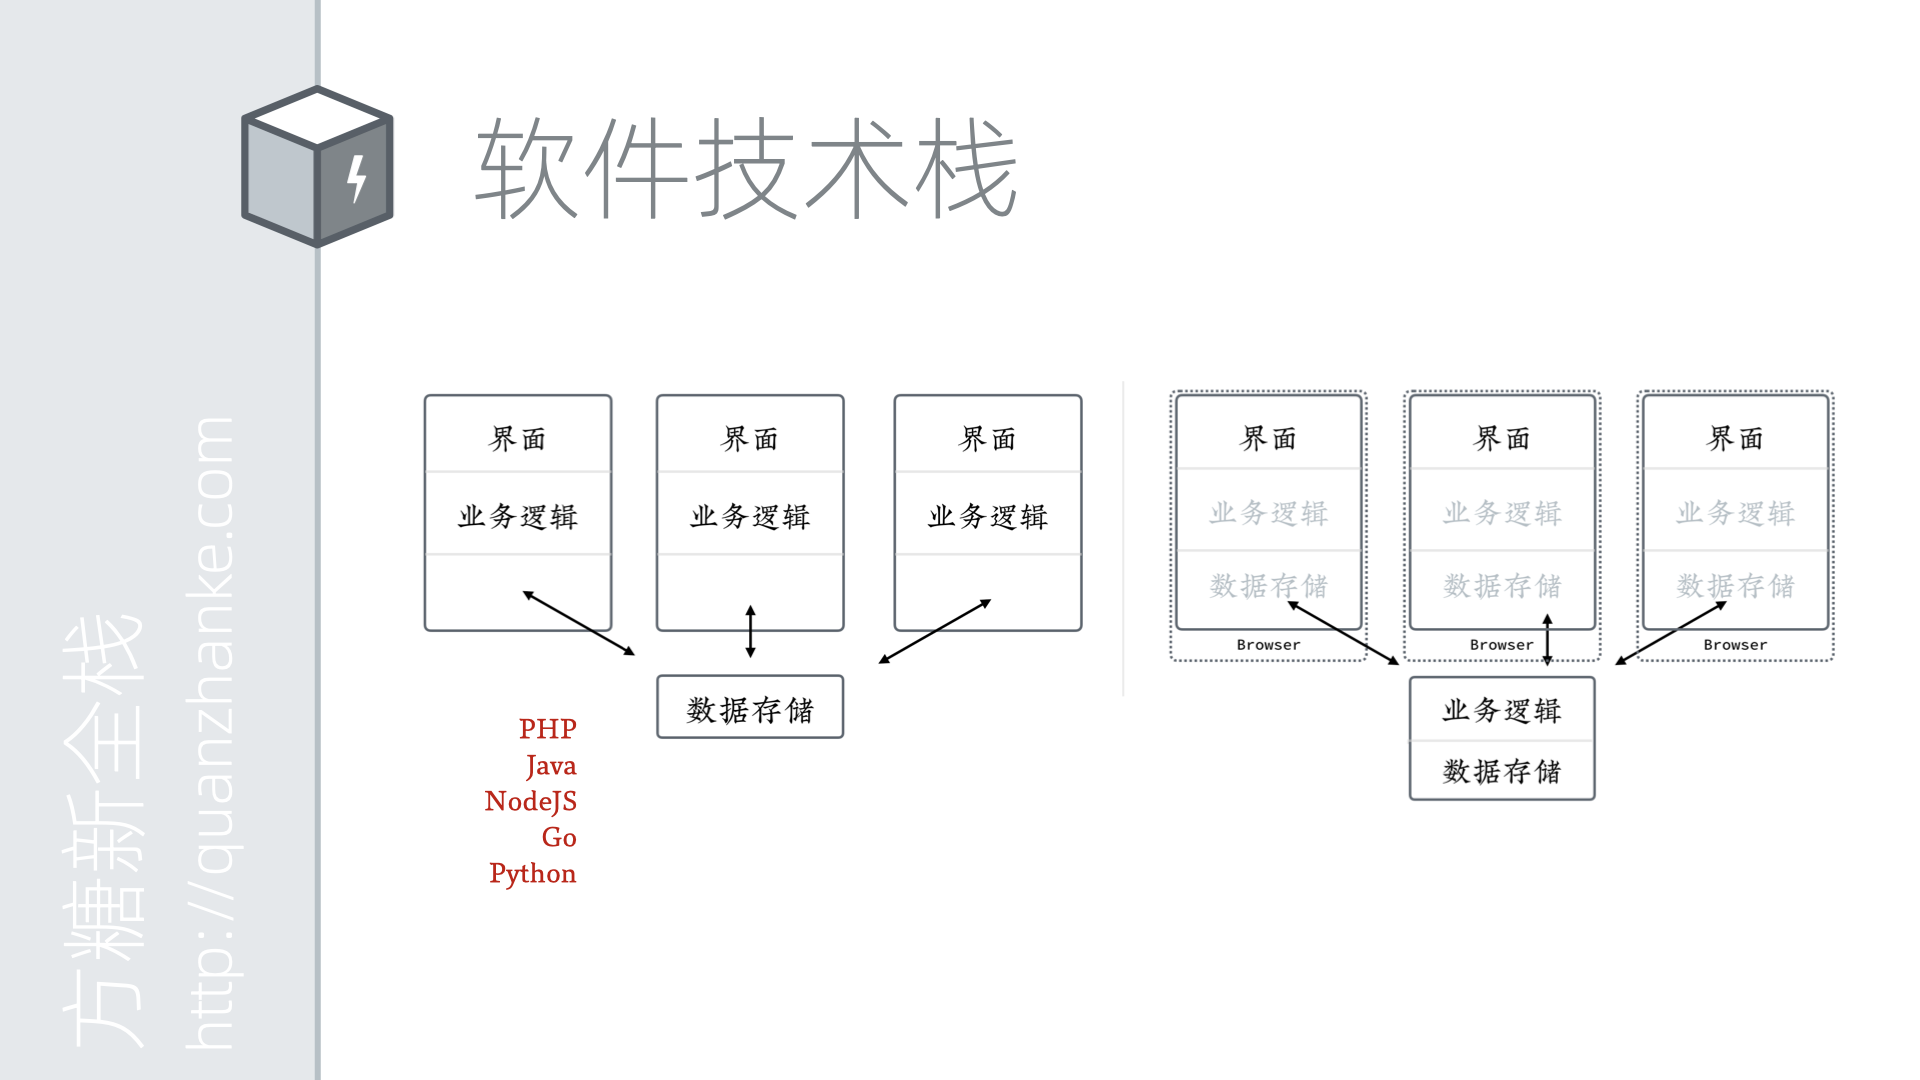 软件技术栈
界面
业务逻辑
界面
业务逻辑
界面
业务逻辑
数据存储
PHP
Java
NodeJS
Go
Python
界面
业务逻辑
数据存储
Browser
界面
业务逻辑
数据存储
Browser
界面
业务逻辑
数据存储
Browser
业务逻辑
数据存储
方糖新全栈
http://quanzhanke.com